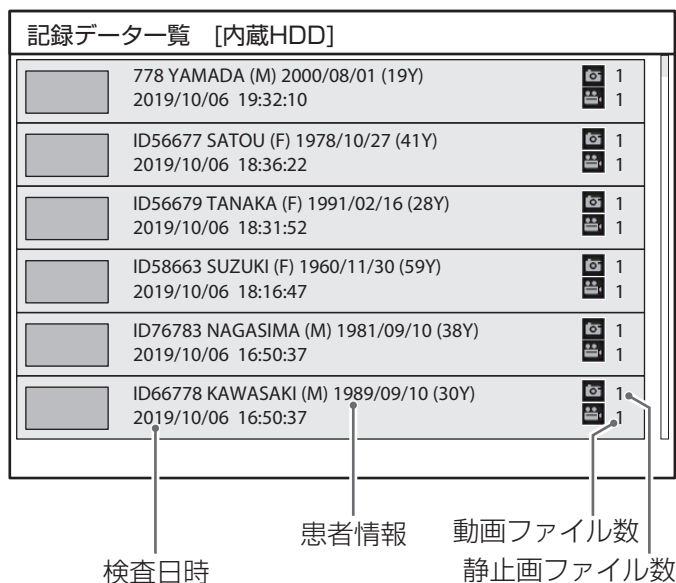 記録データ一覧 [内蔵HDD]
778 YAMADA (M) 2000/08/01 (19Y) 1
2019/10/06 19:32:10 1
ID56677 SATOU (F) 1978/10/27 (41Y) 1
2019/10/06 18:36:22 1
ID56679 TANAKA (F) 1991/02/16 (28Y) 1
2019/10/06 18:31:52 1
ID58663 SUZUKI (F) 1960/11/30 (59Y) 1
2019/10/06 18:16:47 1
ID76783 NAGASIMA (M) 1981/09/10 (38Y) 1
2019/10/06 16:50:37 1
ID66778 KAWASAKI (M) 1989/09/10 (30Y) 1
2019/10/06 16:50:37 1
患者情報 動画ファイル数
検査日時 静止画ファイル数